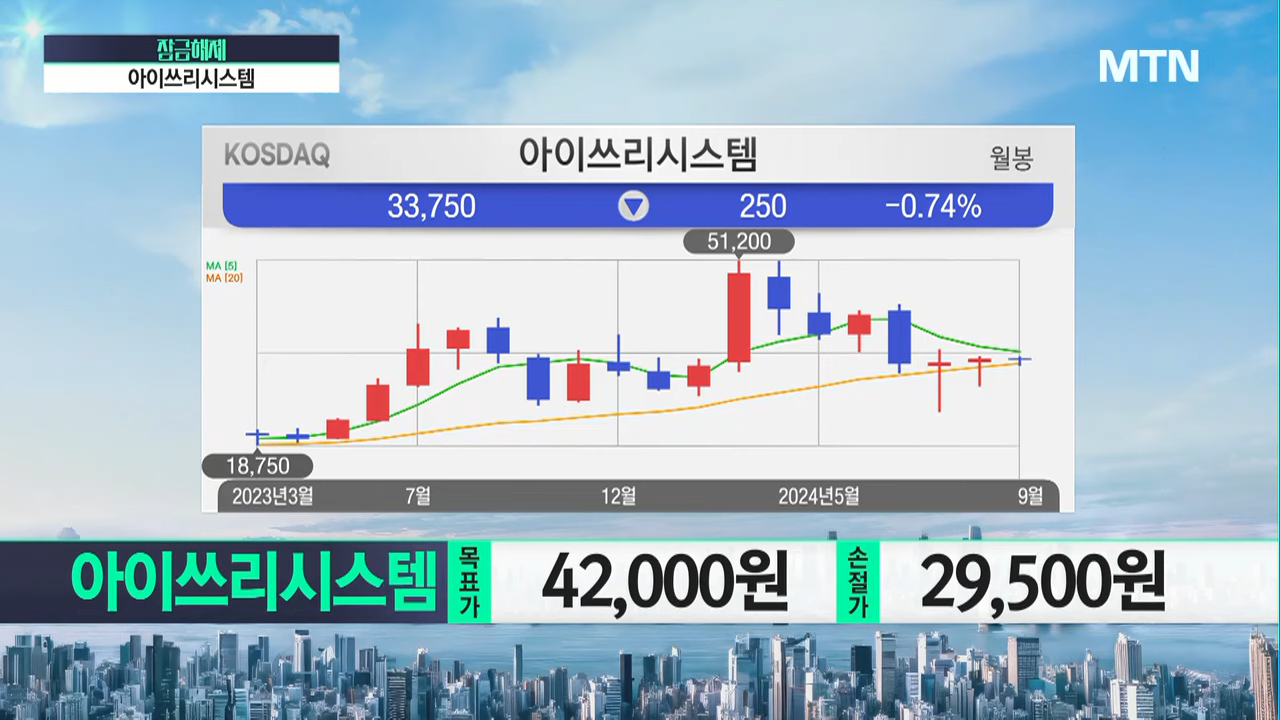 잠금해제
아이쓰리시스템
MTN
KOSDAQ
아이쓰리시스템
월봉
33,750 ▼ 250 -0.74%
51,200
MA [5]
MA [20]
18,750
2023년3월 7월 12월 2024년5월 9월
아이쓰리시스템 목표가 42,000원 손절가 29,500원